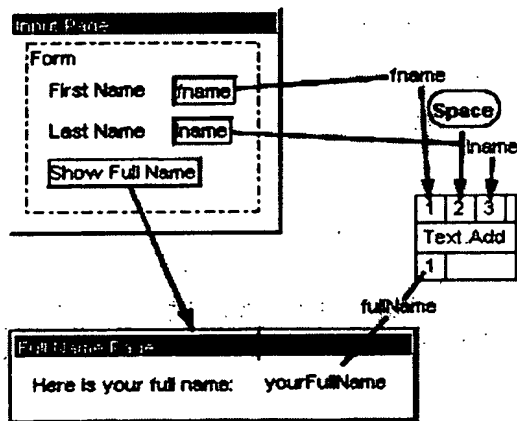 Input Page
Form
First Name fname
fname
Space
Last Name lname
lname
Show Full Name
1 2 3
Text.Add
1
fullName
Full Name Page
Here is your full name: yourFullName